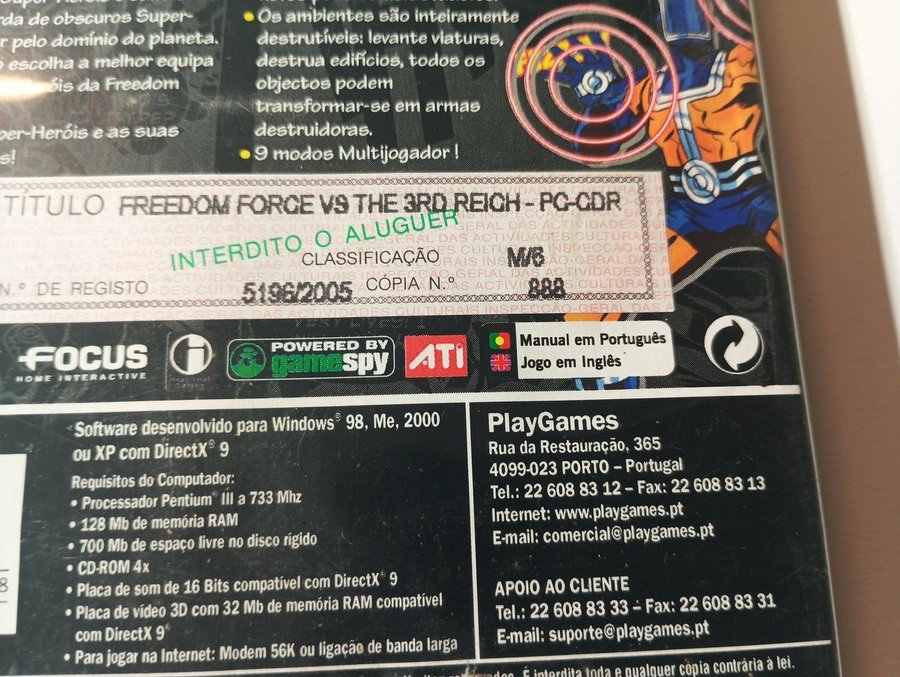 rda de obscuros Super-
r pelo domínio do planeta.
o escolha a melhor equipa
óis da Freedom
per-Heróis e as suas
s!
• Os ambientes são inteiramente
destrutíveis: levante viaturas,
destrua edifícios, todos os
objectos podem
transformar-se em armas
destruidoras.
• 9 modos Multijogador !
TÍTULO FREEDOM FORCE VS THE 3RD REICH - PC-CDR
INTERDITO O ALUGUER
CLASSIFICAÇÃO M/6
N.º DE REGISTO 5196/2005 CÓPIA N.º 888
FOCUS
HOME INTERACTIVE
POWERED BY
gamespy
ATi
Manual em Português
Jogo em Inglês
Software desenvolvido para Windows® 98, Me, 2000
ou XP com DirectX® 9
Requisitos do Computador:
• Processador Pentium® III a 733 Mhz
• 128 Mb de memória RAM
• 700 Mb de espaço livre no disco rígido
• CD-ROM 4x
• Placa de som de 16 Bits compatível com DirectX® 9
• Placa de vídeo 3D com 32 Mb de memória RAM compatível
com DirectX 9®
• Para jogar na Internet: Modem 56K ou ligação de banda larga
PlayGames
Rua da Restauração, 365
4099-023 PORTO – Portugal
Tel.: 22 608 83 12 – Fax: 22 608 83 13
Internet: www.playgames.pt
E-mail: comercial@playgames.pt
APOIO AO CLIENTE
Tel.: 22 608 83 33 – Fax: 22 608 83 31
E-mail: suporte@playgames.pt
8
É interdita toda e qualquer cópia contrária à lei.